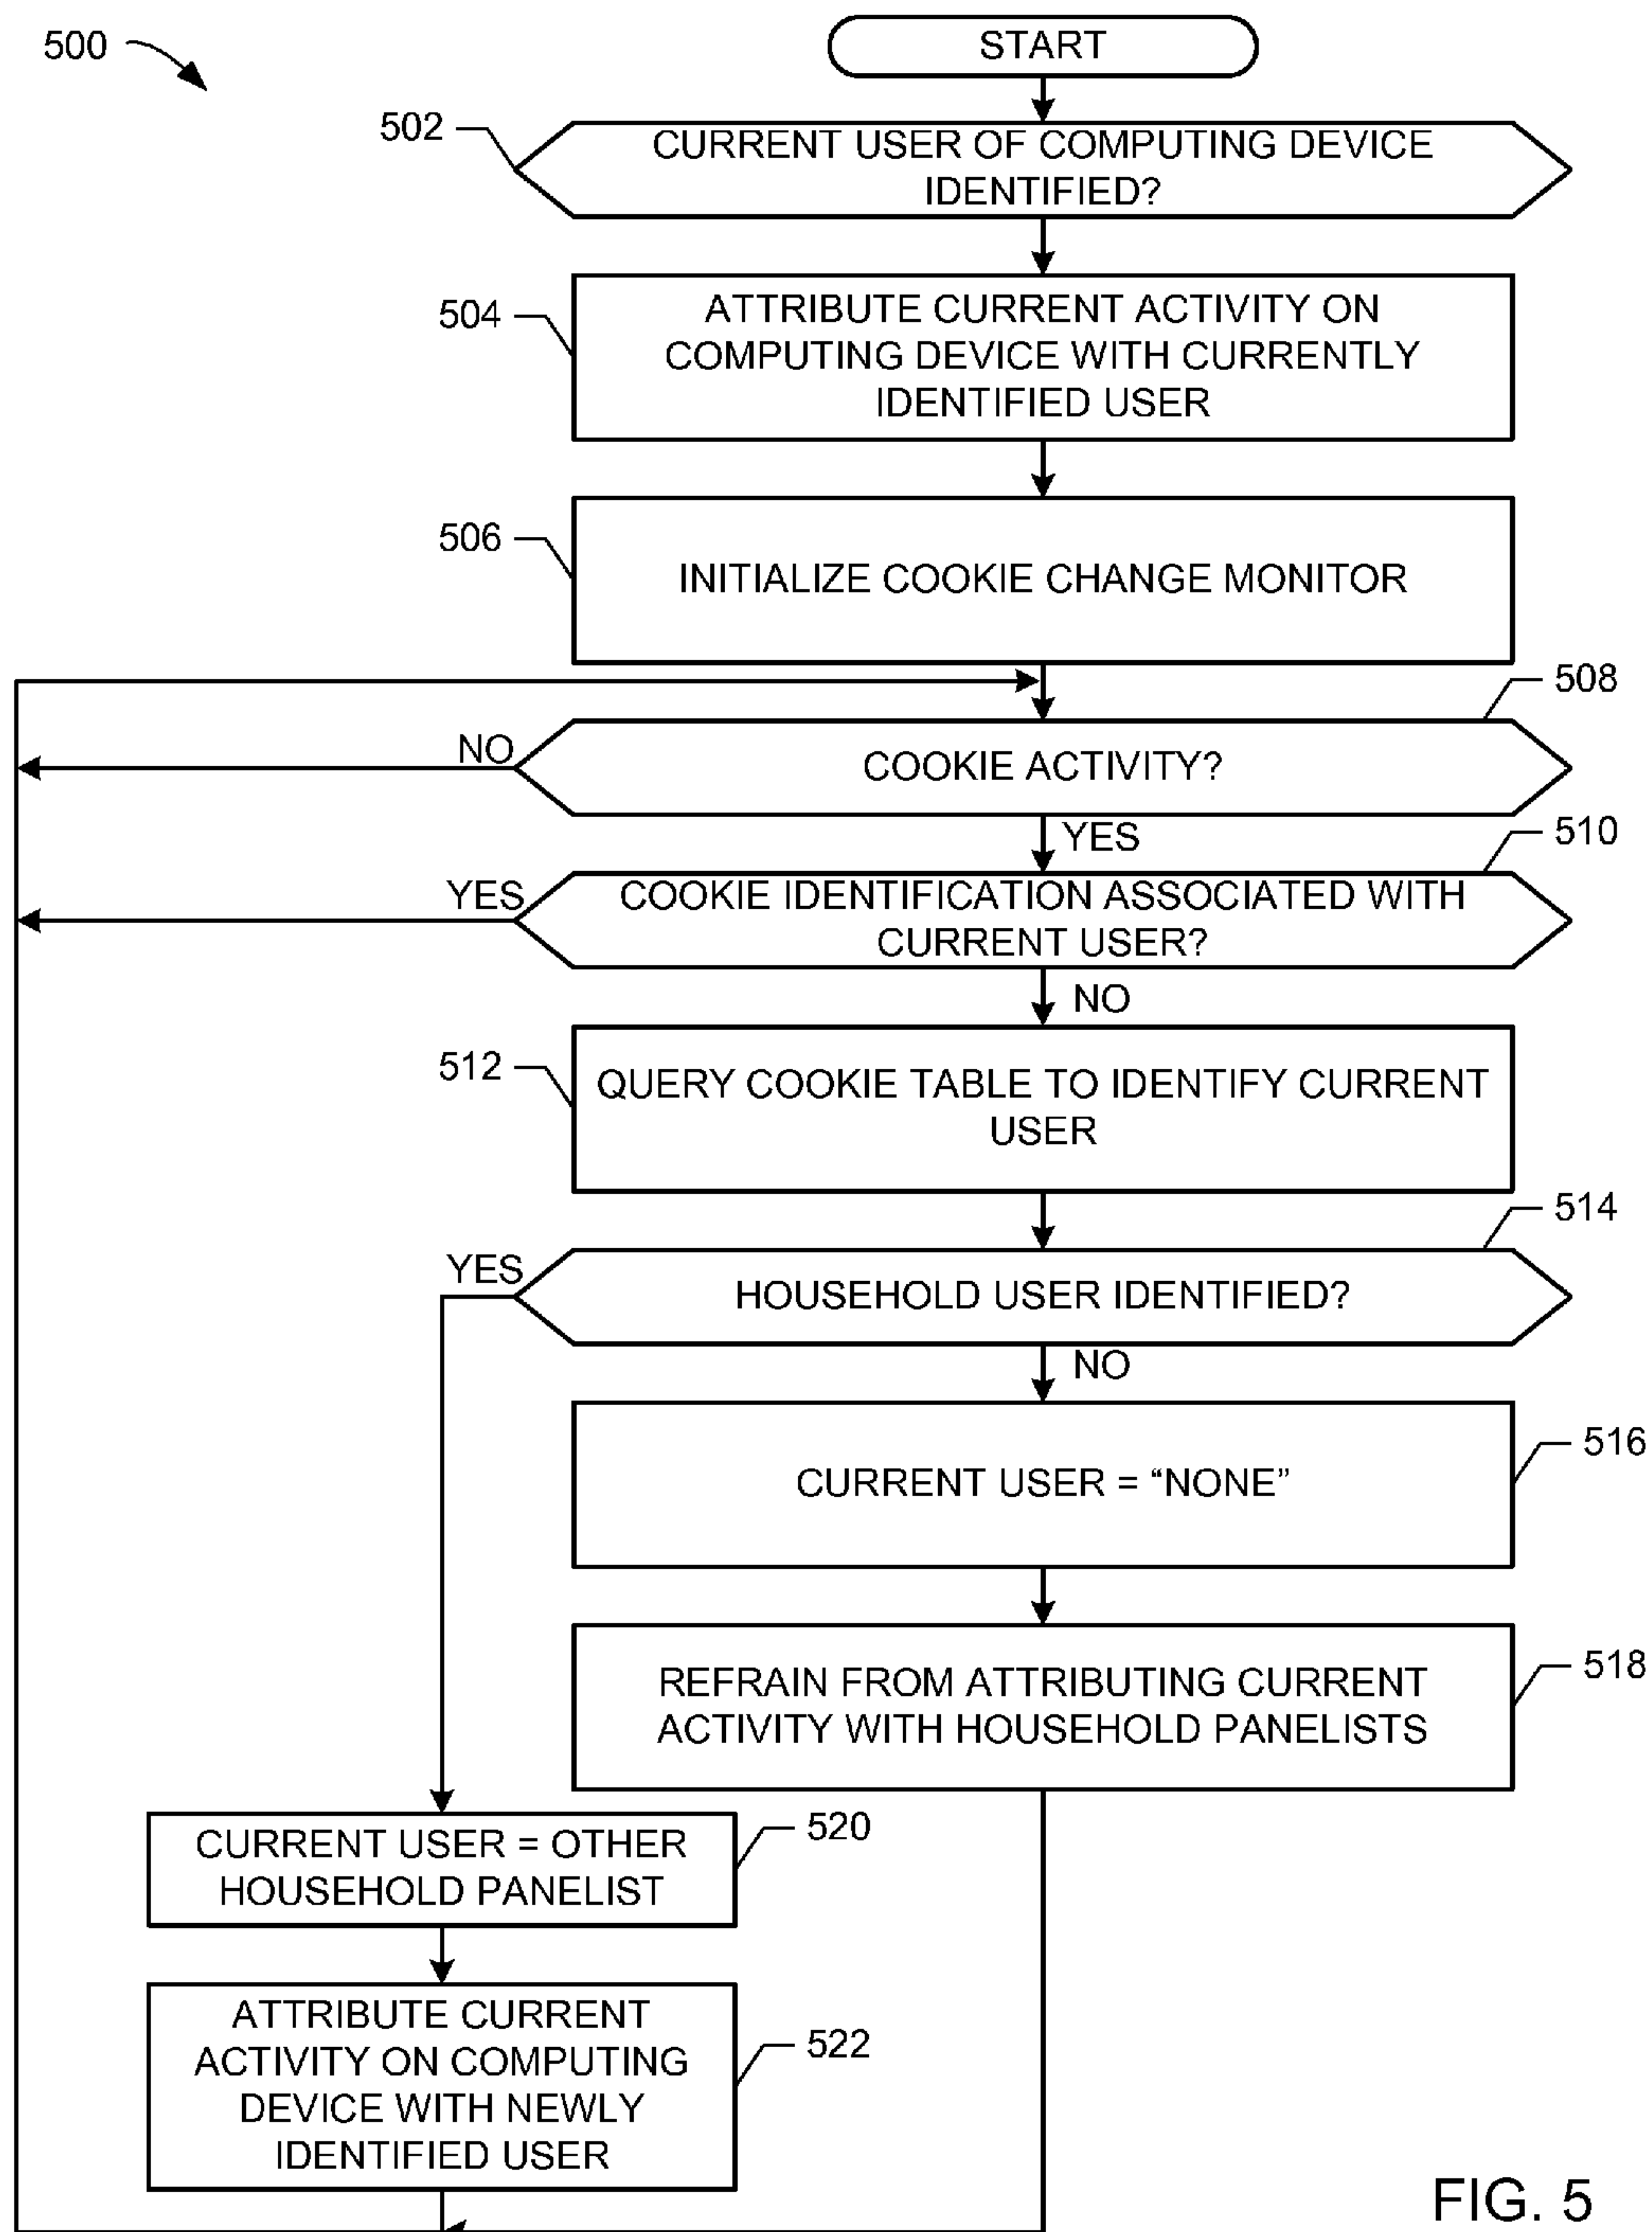 500
START
502
CURRENT USER OF COMPUTING DEVICE
IDENTIFIED?
504
ATTRIBUTE CURRENT ACTIVITY ON
COMPUTING DEVICE WITH CURRENTLY
IDENTIFIED USER
506
INITIALIZE COOKIE CHANGE MONITOR
508
NO
COOKIE ACTIVITY?
YES
510
YES
COOKIE IDENTIFICATION ASSOCIATED WITH
CURRENT USER?
NO
512
QUERY COOKIE TABLE TO IDENTIFY CURRENT
USER
514
YES
HOUSEHOLD USER IDENTIFIED?
NO
516
CURRENT USER = “NONE”
518
REFRAIN FROM ATTRIBUTING CURRENT
ACTIVITY WITH HOUSEHOLD PANELISTS
520
CURRENT USER = OTHER
HOUSEHOLD PANELIST
522
ATTRIBUTE CURRENT
ACTIVITY ON COMPUTING
DEVICE WITH NEWLY
IDENTIFIED USER
FIG. 5